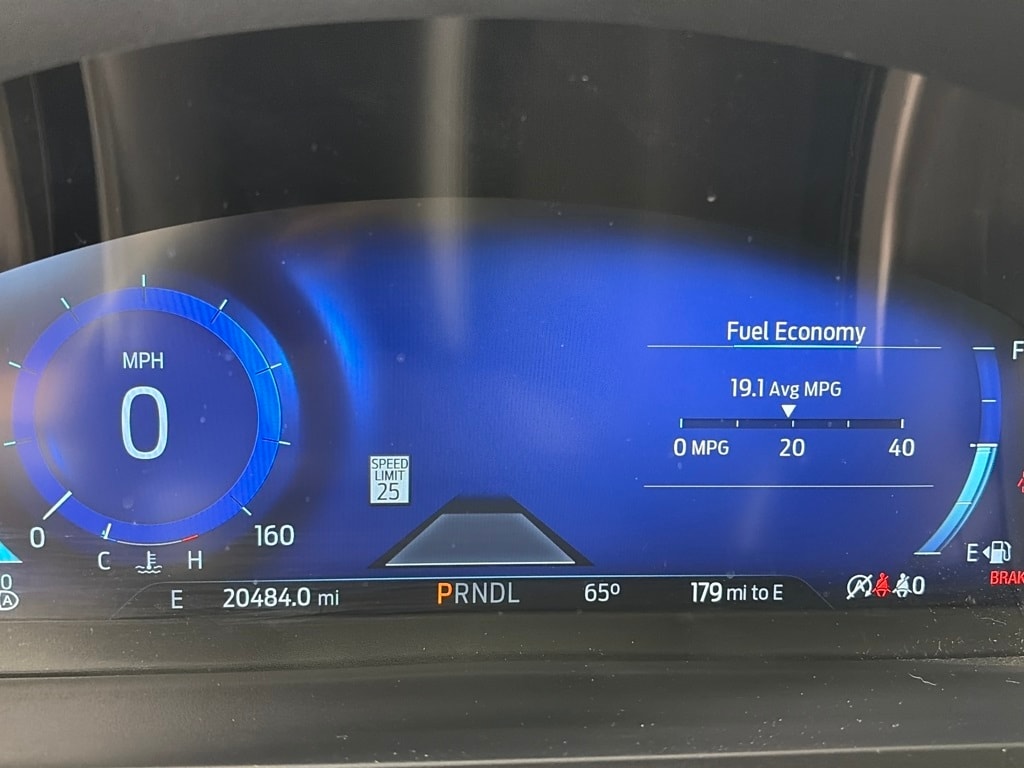 Fuel Economy
F
MPH
0
19.1 Avg MPG
0 MPG 20 40
SPEED
LIMIT
25
0 160
C H
E
0
A
BRAK
E 20484.0 mi PRNDL 65° 179 mi to E 0